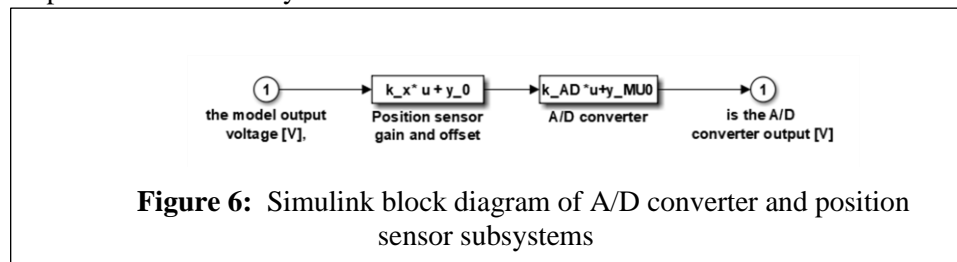 1
k_x* u + y_0
k_AD *u+y_MU0
1
the model output
voltage [V],
Position sensor
gain and offset
A/D converter
is the A/D
converter output [V]
Figure 6: Simulink block diagram of A/D converter and position
sensor subsystems